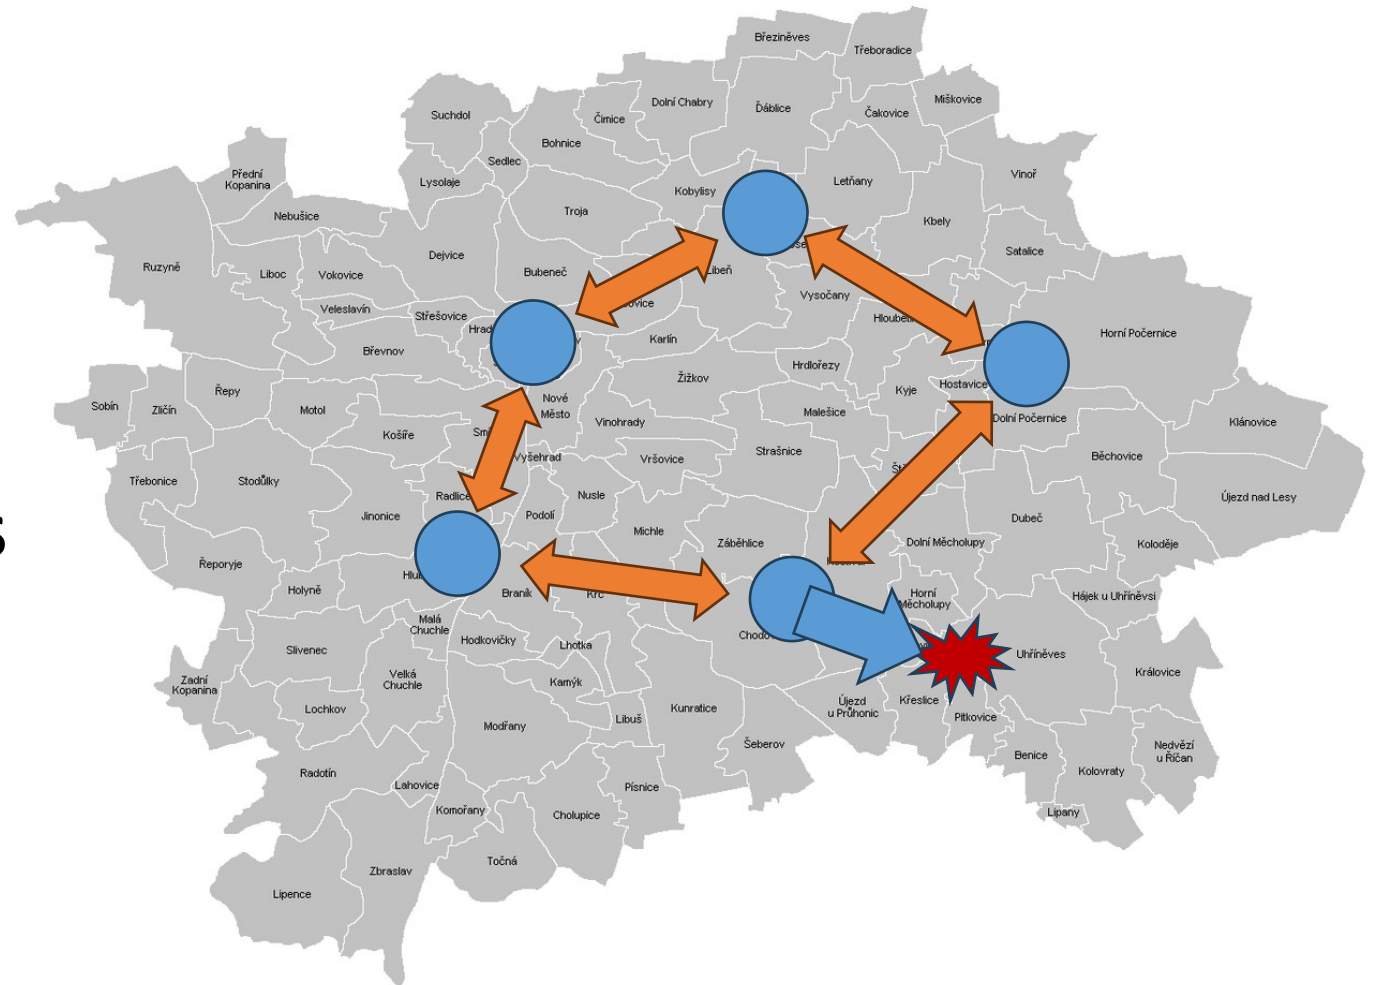 Březiněves
Třeboradice
Miškovice
Dolní Chabry
Ďáblice
Čakovice
Suchdol
Čimice
Bohnice
Sedlec
Přední
Kopanina
Lysolaje
Kobylisy
Letňany
Vinoř
Nebušice
Troja
Kbely
Dejvice
Satalice
Ruzyně
Liboc
Vokovice
Bubeneč
Libeň
Vysočany
Veleslavín
Střešovice
Horní Počernice
Břevnov
Karlín
Hrdlořezy
Žižkov
Kyje
Hostavice
Řepy
Sobín
Zličín
Motol
Nové
Město
Malešice
Dolní Počernice
Vinohrady
Klánovice
Košíře
Strašnice
Běchovice
Vyšehrad
Vršovice
Třebonice
Stodůlky
Radlice
Nusle
Újezd nad Lesy
Jinonice
Podolí
Michle
Dubeč
Záběhlice
Dolní Měcholupy
Koloděje
Řeporyje
Holyně
Braník
Krč
Horní
Měcholupy
Hájek u Uhříněvsi
Malá
Chuchle
Hodkovičky
Lhotka
Slivenec
Uhříněves
Královice
Zadní
Kopanina
Velká
Chuchle
Kamýk
Lochkov
Libuš
Kunratice
Újezd
u Průhonic
Křeslice
Pitkovice
Modřany
Šeberov
Benice
Nedvězí
u Říčan
Radotín
Lahovice
Písnice
Kolovraty
Komořany
Cholupice
Lipany
Točná
Zbraslav
Lipence